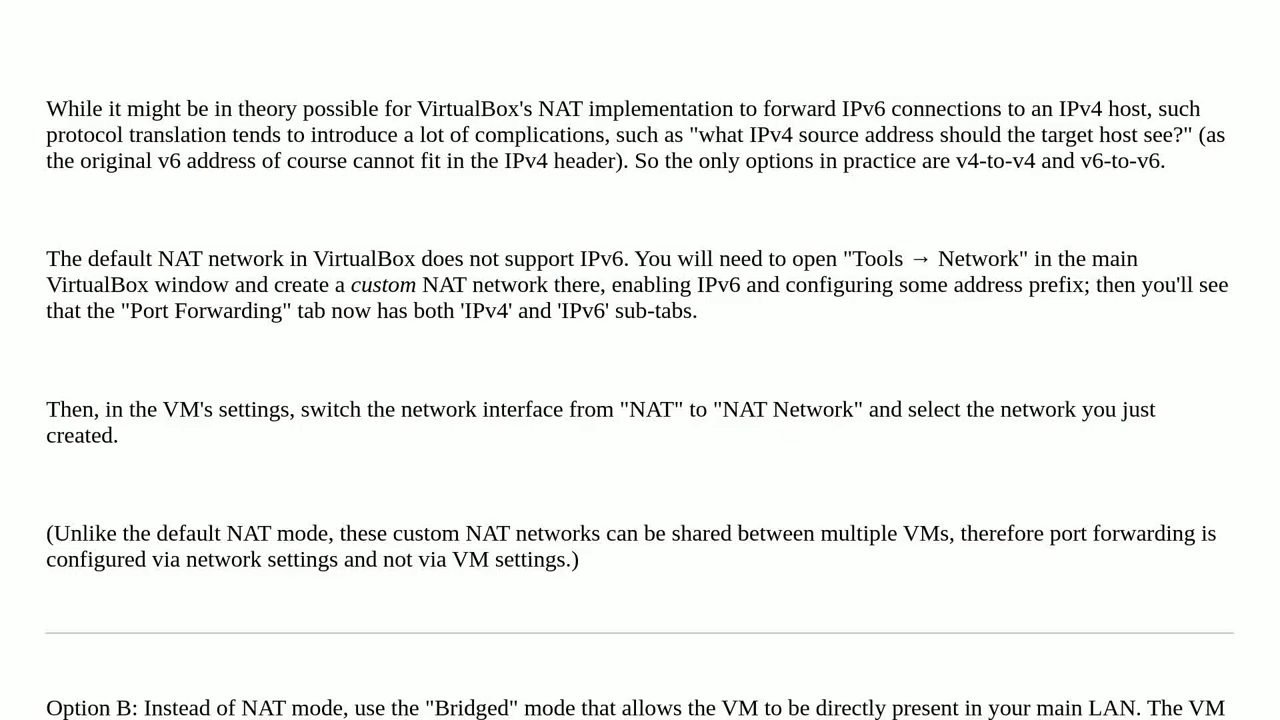 While it might be in theory possible for VirtualBox's NAT implementation to forward IPv6 connections to an IPv4 host, such
protocol translation tends to introduce a lot of complications, such as "what IPv4 source address should the target host see?" (as
the original v6 address of course cannot fit in the IPv4 header). So the only options in practice are v4-to-v4 and v6-to-v6.
The default NAT network in VirtualBox does not support IPv6. You will need to open "Tools → Network" in the main
VirtualBox window and create a custom NAT network there, enabling IPv6 and configuring some address prefix; then you'll see
that the "Port Forwarding" tab now has both 'IPv4' and 'IPv6' sub-tabs.
Then, in the VM's settings, switch the network interface from "NAT" to "NAT Network" and select the network you just
created.
(Unlike the default NAT mode, these custom NAT networks can be shared between multiple VMs, therefore port forwarding is
configured via network settings and not via VM settings.)
Option B: Instead of NAT mode, use the "Bridged" mode that allows the VM to be directly present in your main LAN. The VM